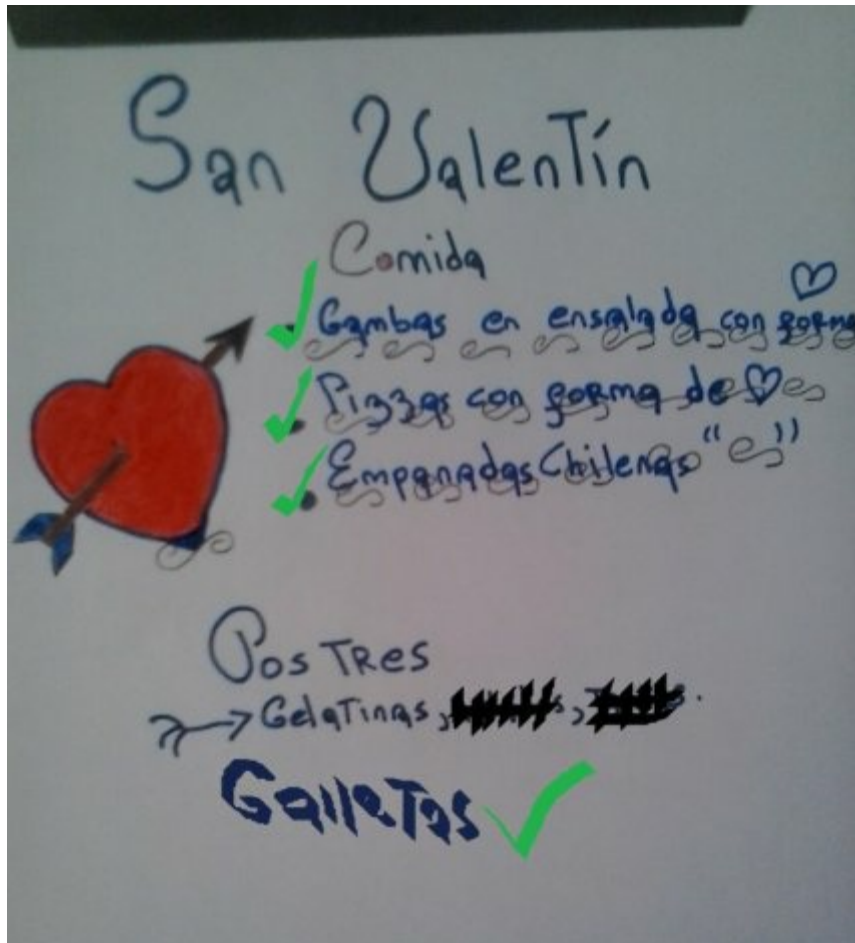 San Valentín
Comida
Gambas en ensalada con forma
Pizzas con forma de
Empanadas Chilenas “ ”
Postres
Gelatinas,
Galletas